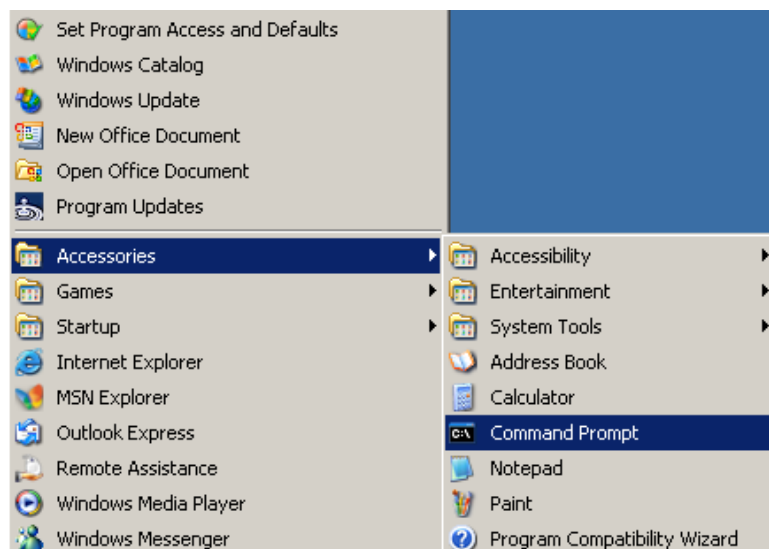 Set Program Access and Defaults
Windows Catalog
Windows Update
New Office Document
Open Office Document
Program Updates
Accessories
Games
Startup
Internet Explorer
MSN Explorer
Outlook Express
Remote Assistance
Windows Media Player
Windows Messenger
Accessibility
Entertainment
System Tools
Address Book
Calculator
C:\
Command Prompt
Notepad
Paint
Program Compatibility Wizard